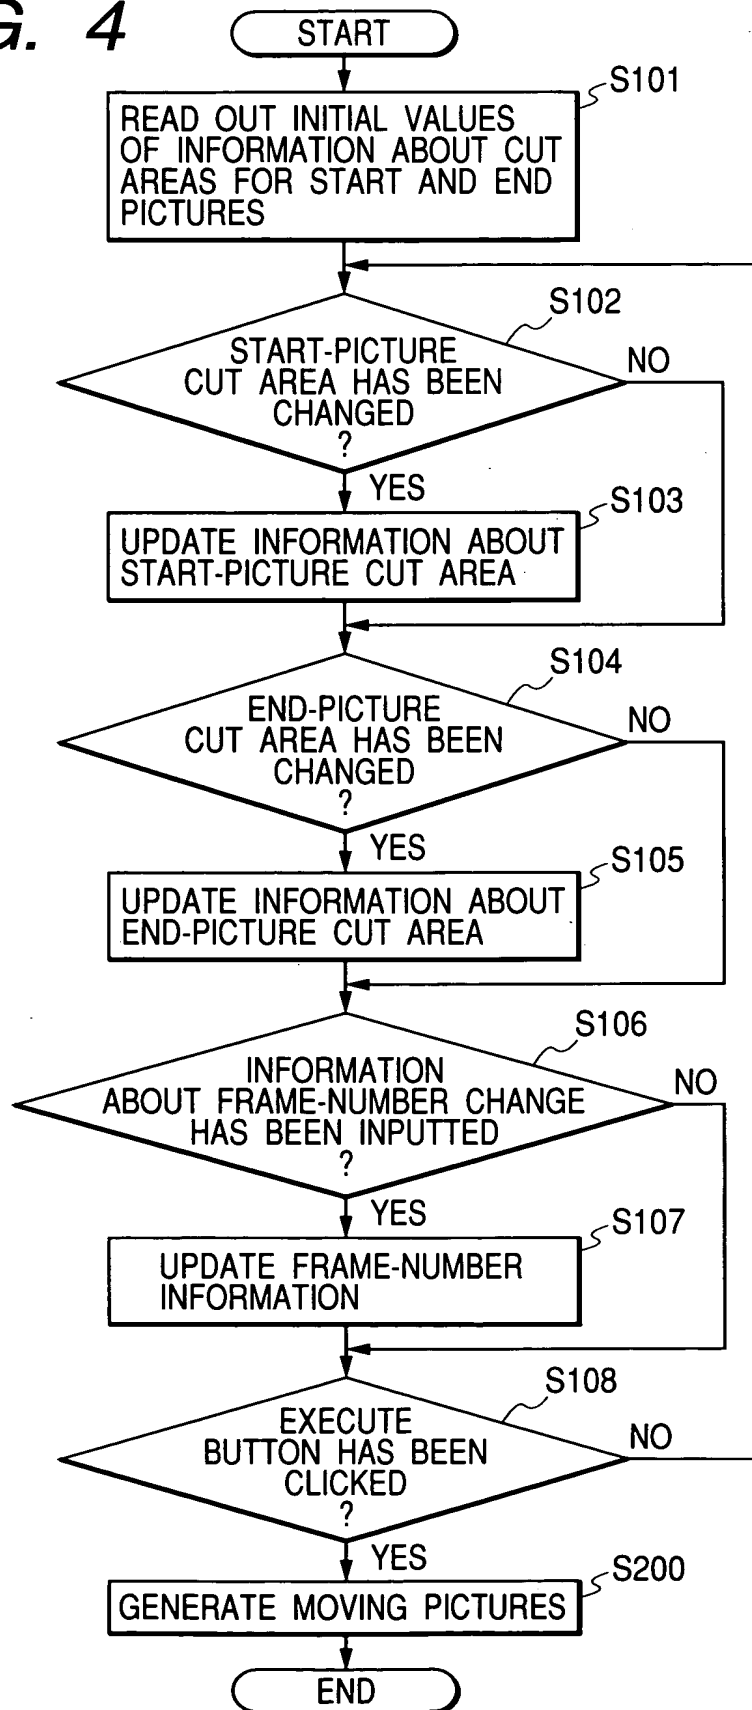 G. 4
START
S101
READ OUT INITIAL VALUES
OF INFORMATION ABOUT CUT
AREAS FOR START AND END
PICTURES
S102
START-PICTURE
CUT AREA HAS BEEN
CHANGED
?
NO
YES
S103
UPDATE INFORMATION ABOUT
START-PICTURE CUT AREA
S104
END-PICTURE
CUT AREA HAS BEEN
CHANGED
?
NO
YES
S105
UPDATE INFORMATION ABOUT
END-PICTURE CUT AREA
S106
INFORMATION
ABOUT FRAME-NUMBER CHANGE
HAS BEEN INPUTTED
?
NO
YES
S107
UPDATE FRAME-NUMBER
INFORMATION
S108
EXECUTE
BUTTON HAS BEEN
CLICKED
?
NO
YES
S200
GENERATE MOVING PICTURES
END